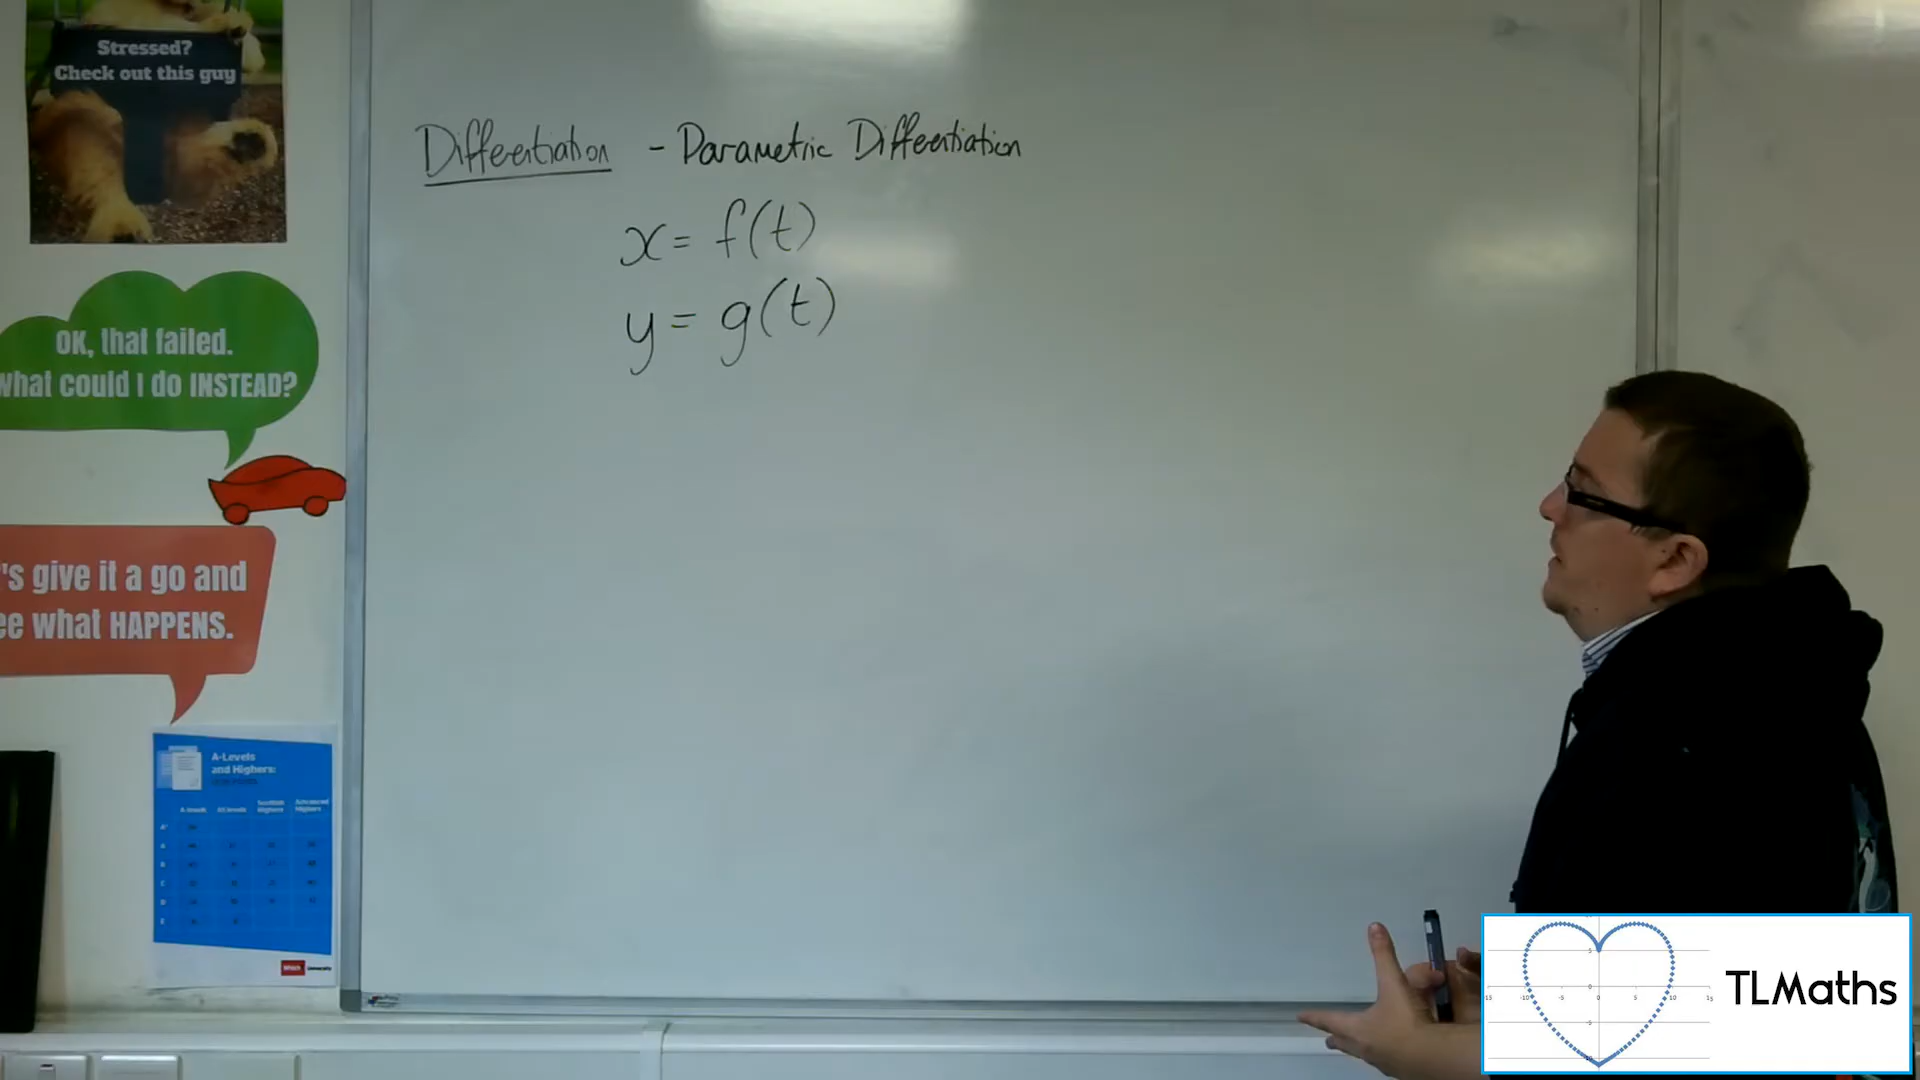 Stressed?
Check out this guy
Differentiation - Parametric Differentiation
x = f(t)
y = g(t)
OK, that failed.
What could I do INSTEAD?
's give it a go and
ee what HAPPENS.
A-Levels
and Highers:
TLMaths